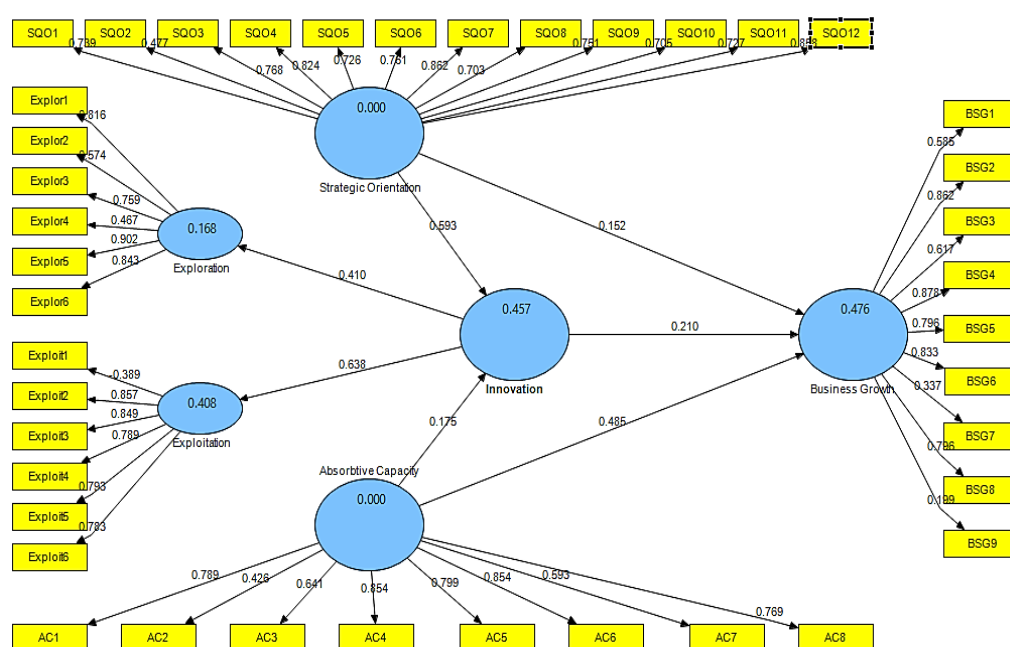 SQO1 SQO2 SQO3 SQO4 SQO5 SQO6 SQO7 SQO8 SQO9 SQO10 SQO11 SQO12
0.739 0.477 0.768 0.824 0.726 0.862 0.703 0.751 0.705 0.727
0.000
Strategic Orientation
Explor1
Explor2
Explor3
Explor4
Explor5
Explor6
0.816
0.574
0.759
0.467
0.902
0.843
0.168
Exploration
0.593
0.152
0.410
0.457
Innovation
0.210
0.638
0.175
0.485
Exploit1
Exploit2
Exploit3
Exploit4
Exploit5
Exploit6
0.389
0.857
0.849
0.789
0.793
0.783
0.408
Exploitation
Absorbtive Capacity
0.000
0.789 0.426 0.641 0.854 0.799 0.854 0.593 0.769
AC1 AC2 AC3 AC4 AC5 AC6 AC7 AC8
0.476
Business Growth
0.585
0.862
0.617
0.878
0.796
0.833
0.337
0.199
BSG1
BSG2
BSG3
BSG4
BSG5
BSG6
BSG7
BSG8
BSG9